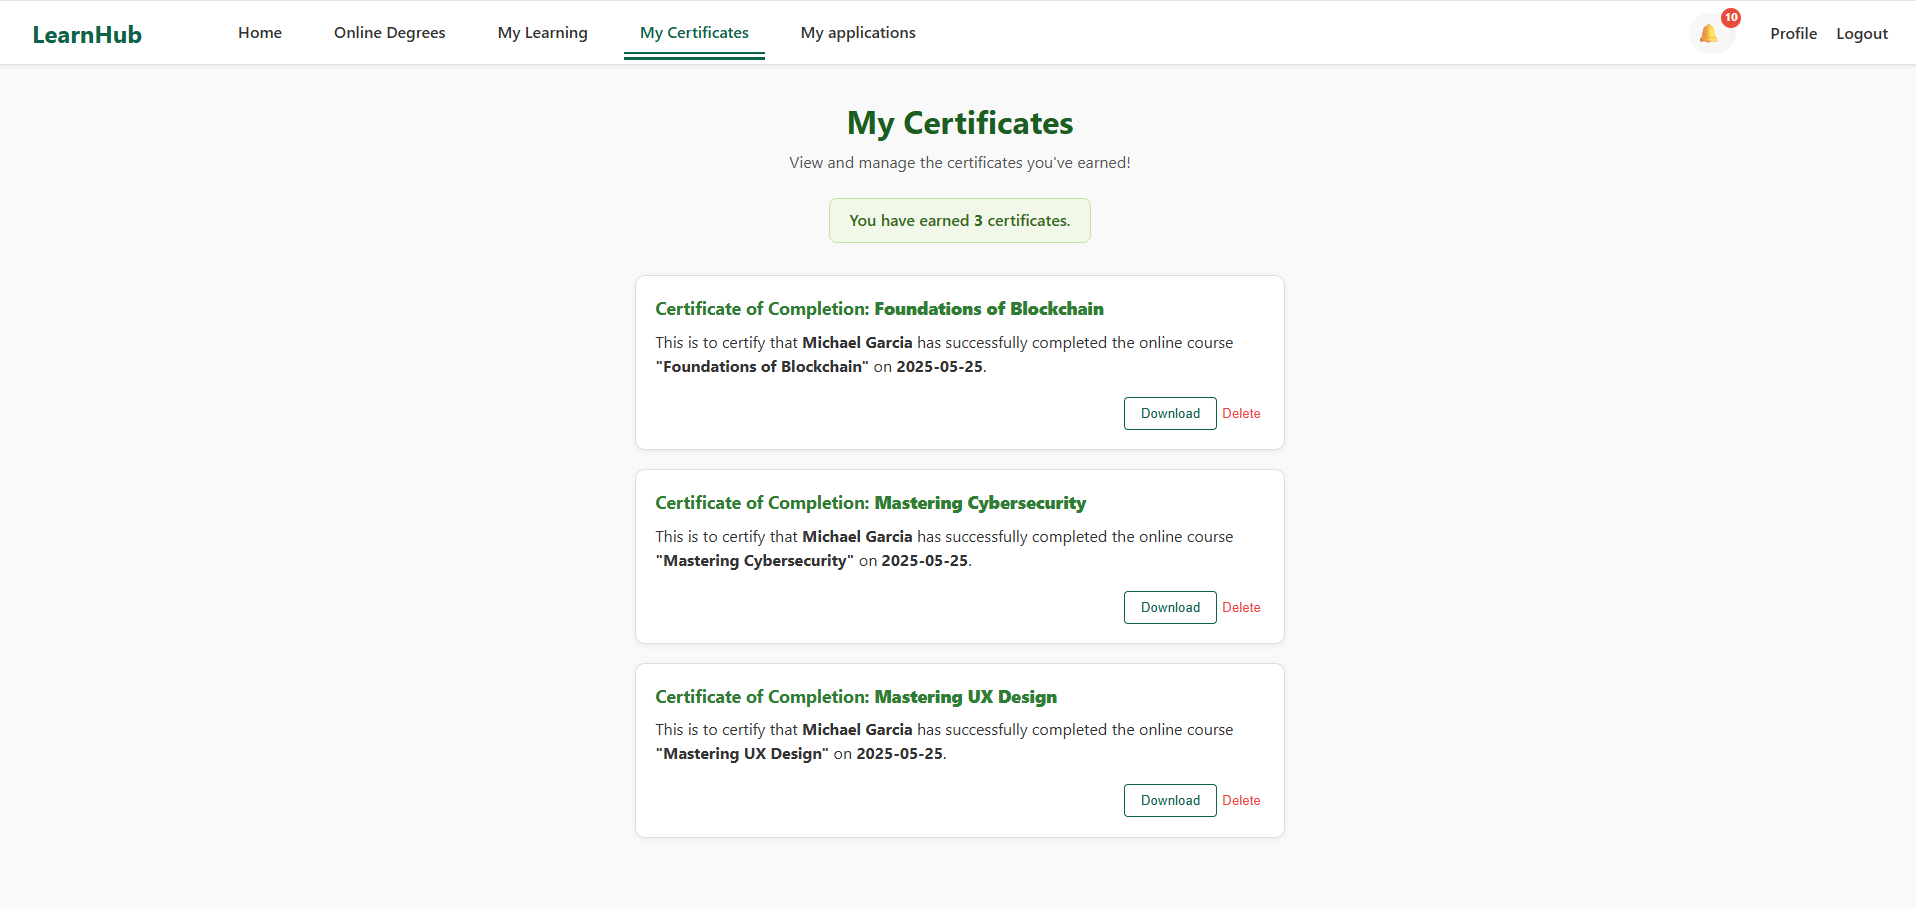 LearnHub
Home
Online Degrees
My Learning
My Certificates
My applications
10
Profile
Logout
My Certificates
View and manage the certificates you've earned!
You have earned 3 certificates.
Certificate of Completion: Foundations of Blockchain
This is to certify that Michael Garcia has successfully completed the online course
"Foundations of Blockchain" on 2025-05-25.
Download
Delete
Certificate of Completion: Mastering Cybersecurity
This is to certify that Michael Garcia has successfully completed the online course
"Mastering Cybersecurity" on 2025-05-25.
Download
Delete
Certificate of Completion: Mastering UX Design
This is to certify that Michael Garcia has successfully completed the online course
"Mastering UX Design" on 2025-05-25.
Download
Delete